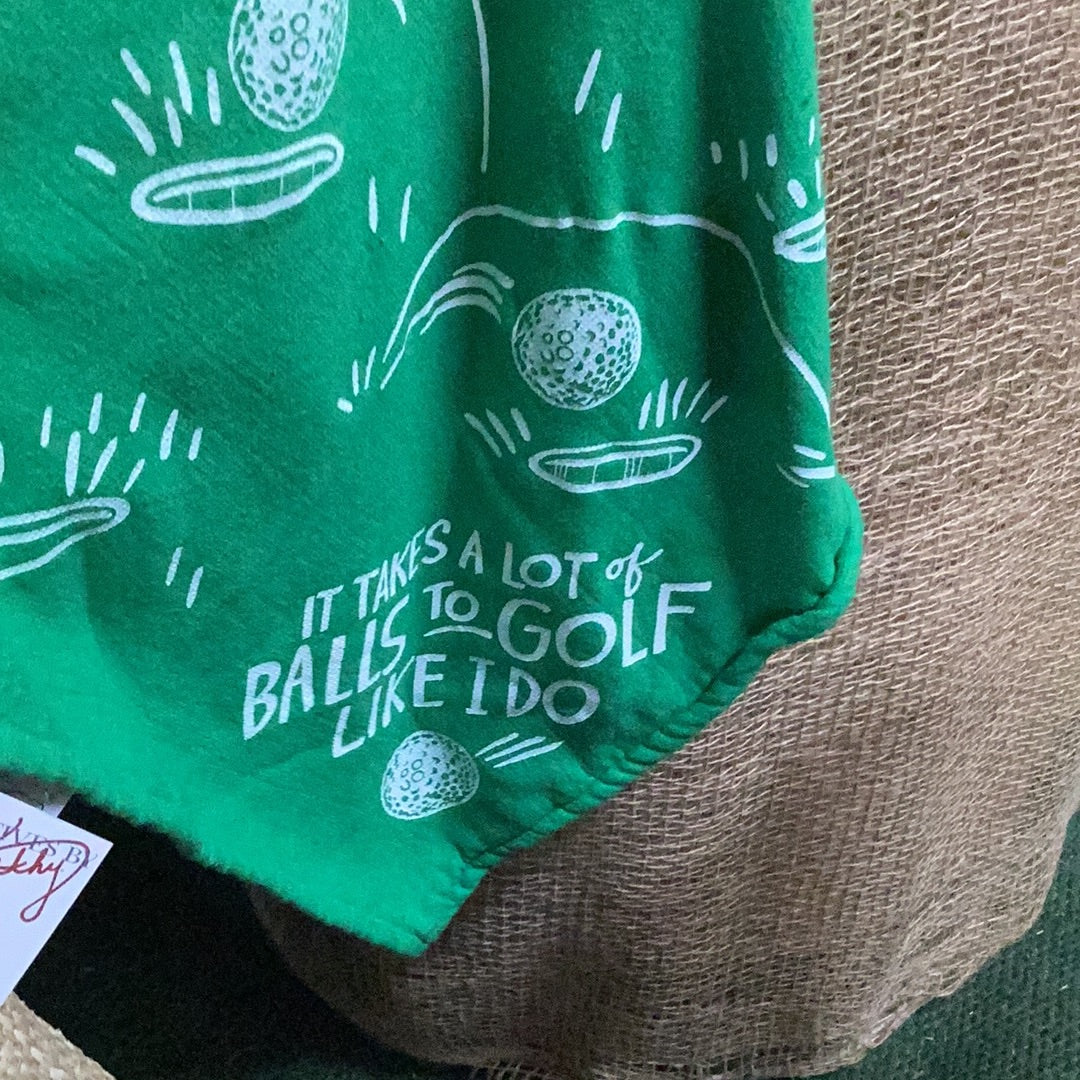 IT TAKES A LOT of
BALLS TO GOLF
LIKE I DO